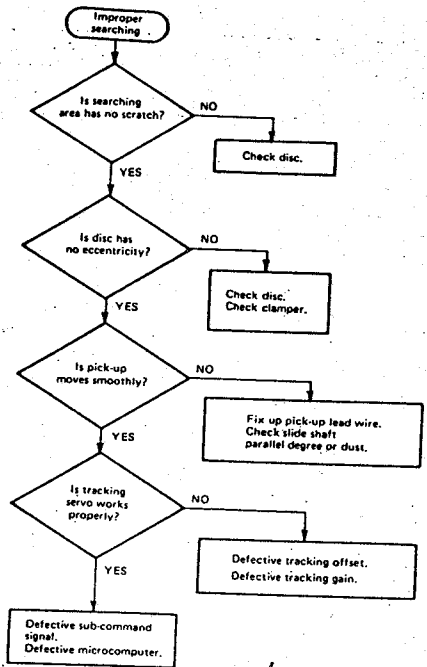 Improper
searching
Is searching
area has no scratch?
NO
Check disc.
YES
Is disc has
no eccentricity?
NO
Check disc.
Check clamper.
YES
Is pick-up
moves smoothly?
NO
Fix up pick-up lead wire.
Check slide shaft
parallel degree or dust.
YES
Is tracking
servo works
properly?
NO
Defective tracking offset.
Defective tracking gain.
YES
Defective sub-command
signal.
Defective microcomputer.